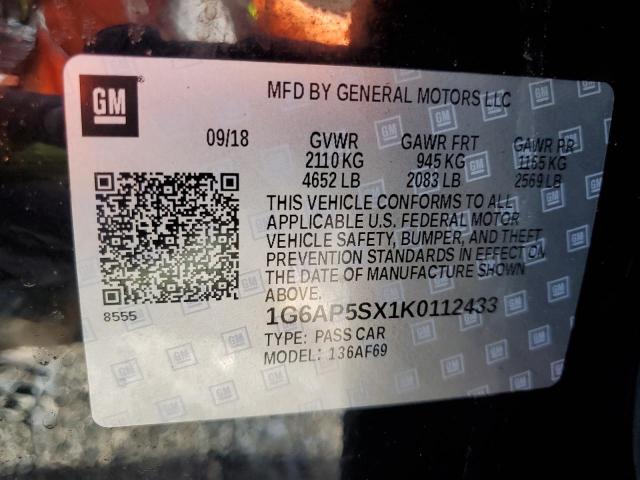 GM
MFD BY GENERAL MOTORS LLC
09/18 GVWR GAWR FRT GAWR RR
2110 KG 945 KG 1165 KG
4652 LB 2083 LB 2569 LB
THIS VEHICLE CONFORMS TO ALL
APPLICABLE U.S. FEDERAL MOTOR
VEHICLE SAFETY, BUMPER, AND THEFT
PREVENTION STANDARDS IN EFFECT ON
THE DATE OF MANUFACTURE SHOWN
ABOVE.
8555
1G6AP5SX1K0112433
TYPE: PASS CAR
MODEL: 136AF69